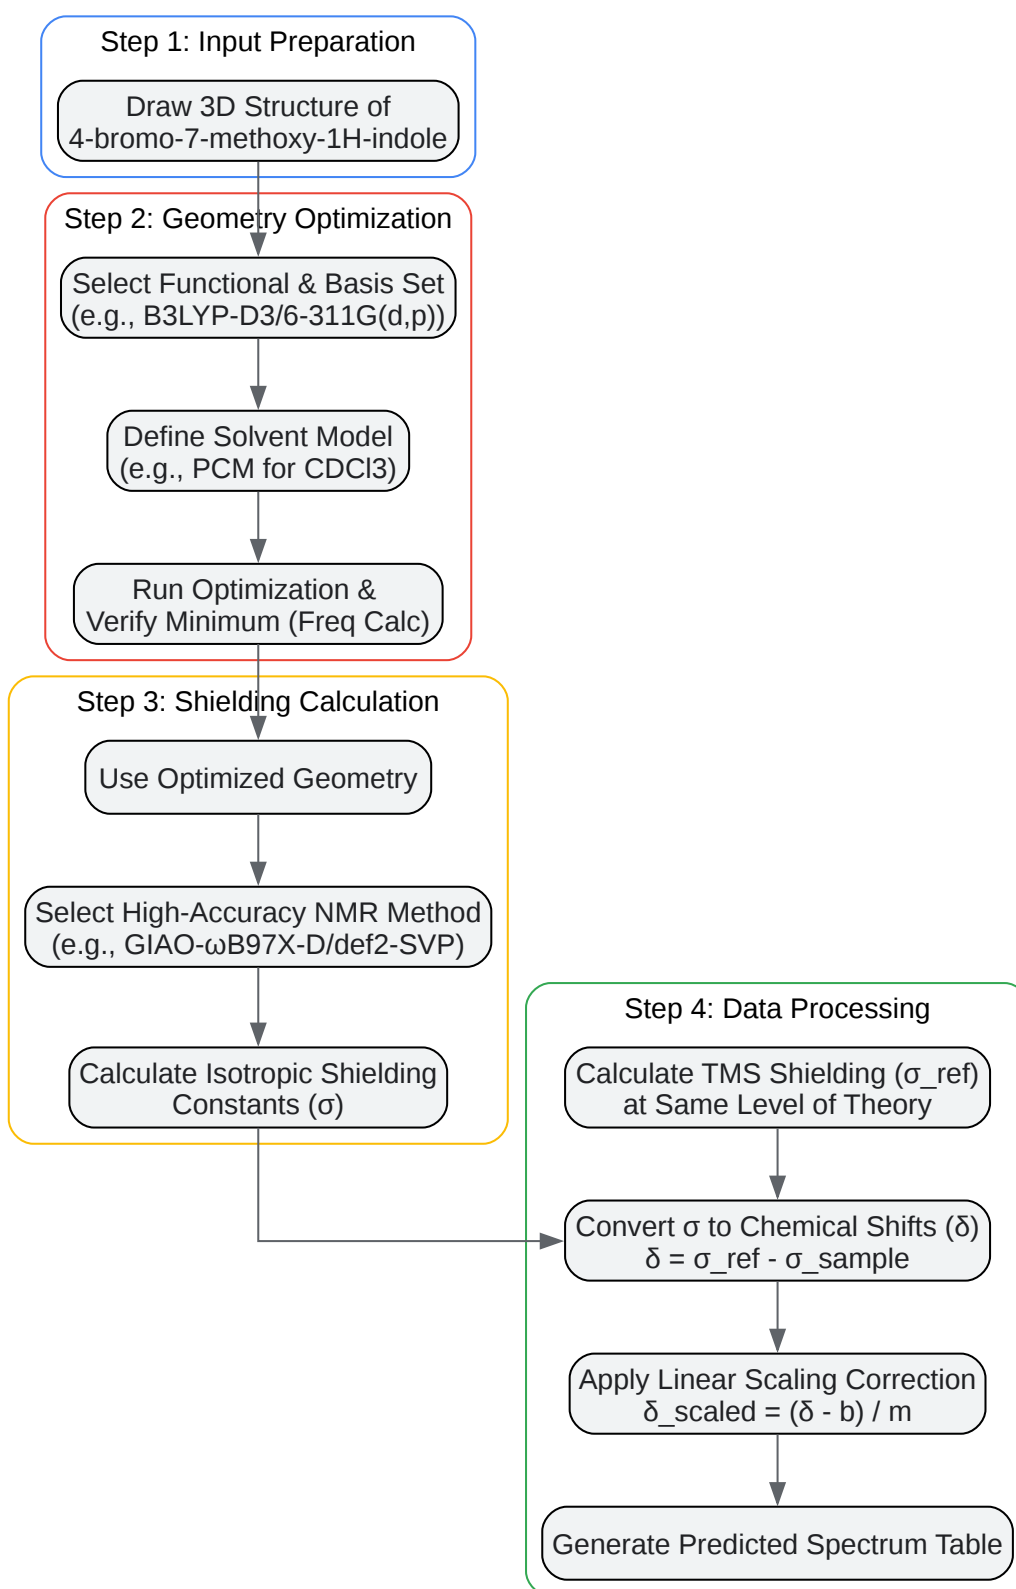 Step 1: Input Preparation
Draw 3D Structure of
4-bromo-7-methoxy-1H-indole
Step 2: Geometry Optimization
Select Functional & Basis Set
(e.g., B3LYP-D3/6-311G(d,p))
Define Solvent Model
(e.g., PCM for CDCl3)
Run Optimization &
Verify Minimum (Freq Calc)
Step 3: Shielding Calculation
Use Optimized Geometry
Select High-Accuracy NMR Method
(e.g., GIAO-ωB97X-D/def2-SVP)
Calculate Isotropic Shielding
Constants (σ)
Step 4: Data Processing
Calculate TMS Shielding (σ_ref)
at Same Level of Theory
Convert σ to Chemical Shifts (δ)
δ = σ_ref - σ_sample
Apply Linear Scaling Correction
δ_scaled = (δ - b) / m
Generate Predicted Spectrum Table